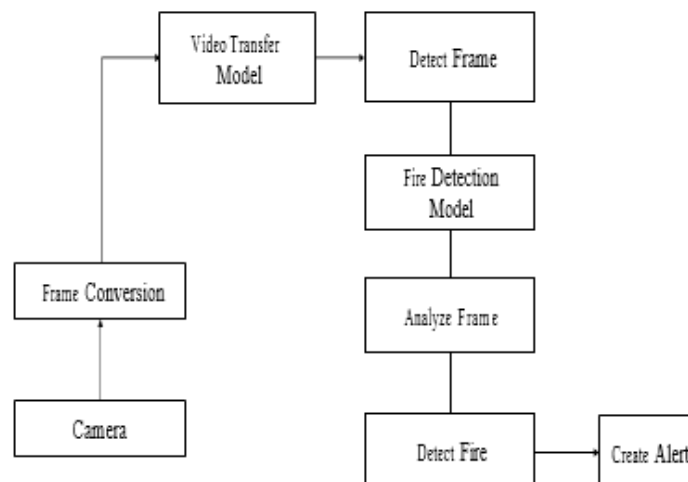 Video Transfer
Model
Detect Frame
Fire Detection
Model
Frame Conversion
Analyze Frame
Camera
Detect Fire
Create Alert